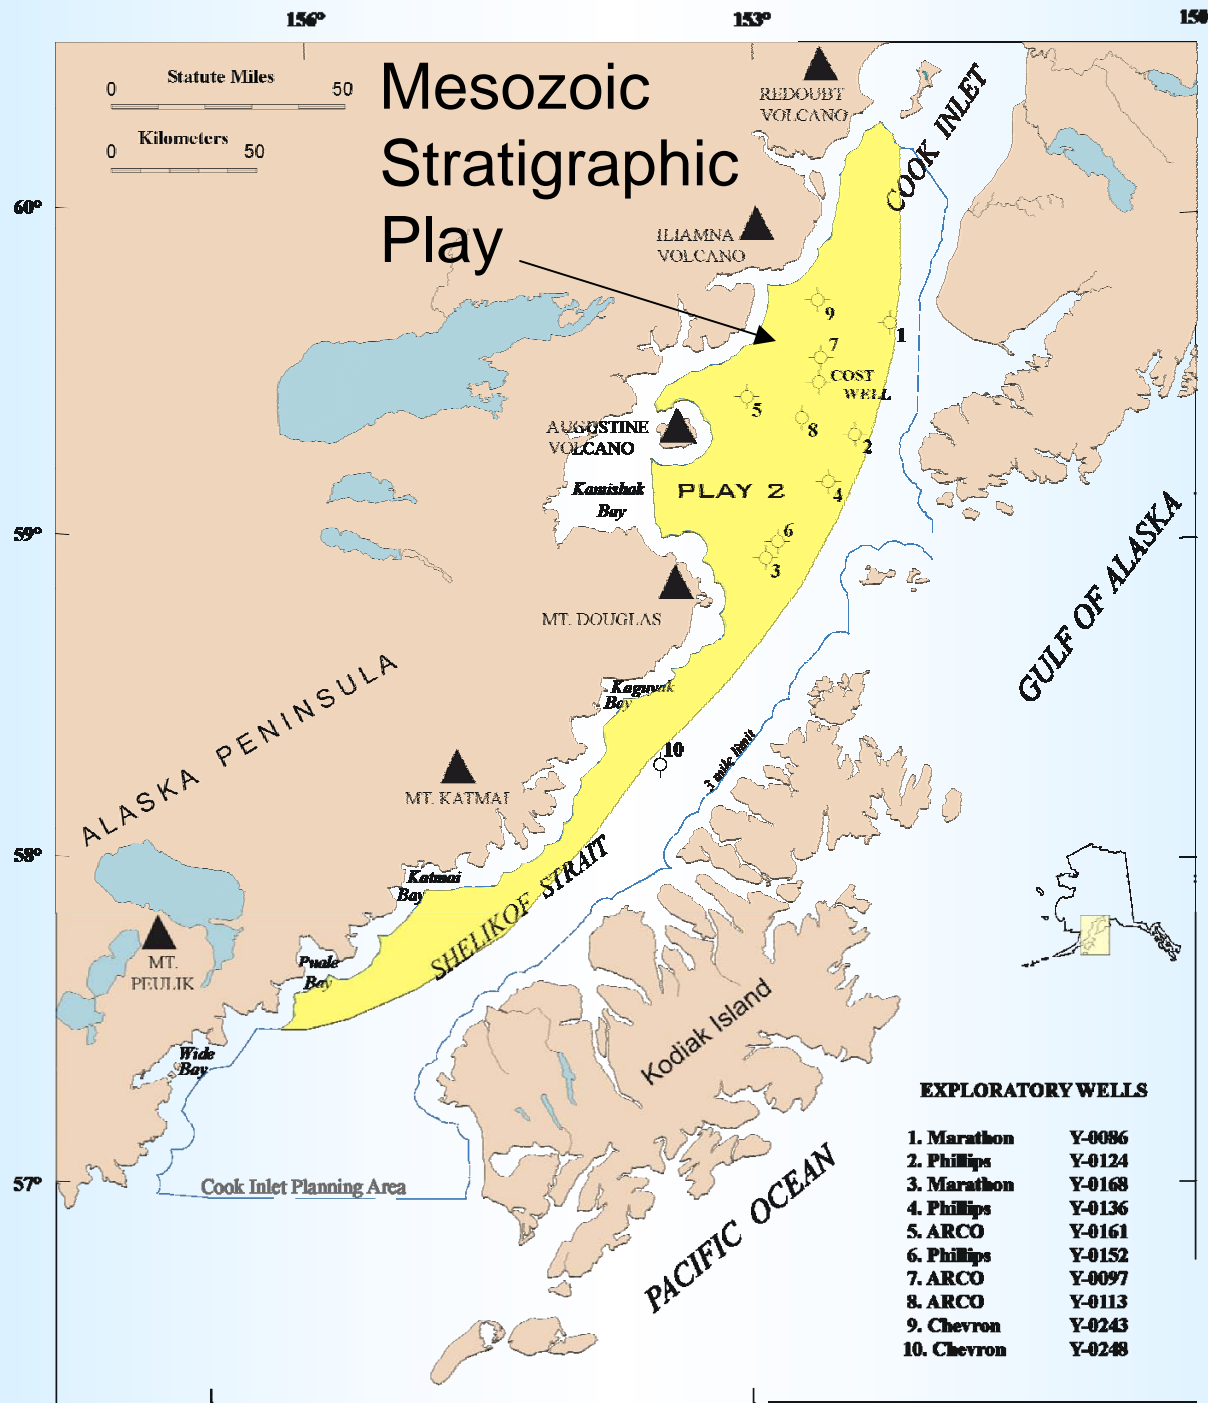 156°
153°
150
Statute Miles
0
50
Kilometers
0
50
Mesozoic
Stratigraphic
Play
REDOUBT
VOLCANO
COOK INLET
60°
ILIAMNA
VOLCANO
9
1
7
COST
WELL
5
8
2
AUGUSTINE
VOLCANO
Kamishak
Bay
PLAY 2
4
59°
6
3
MT. DOUGLAS
GULF OF ALASKA
ALASKA PENINSULA
Kaguyak
Bay
10
3 mile limit
MT. KATMAI
58°
Katmai
Bay
SHELIKOF STRAIT
MT.
PEULIK
Puale
Bay
Kodiak Island
Wide
Bay
57°
Cook Inlet Planning Area
PACIFIC OCEAN
EXPLORATORY WELLS
1. Marathon Y-0086
2. Phillips Y-0124
3. Marathon Y-0168
4. Phillips Y-0136
5. ARCO Y-0161
6. Phillips Y-0152
7. ARCO Y-0097
8. ARCO Y-0113
9. Chevron Y-0243
10. Chevron Y-0248